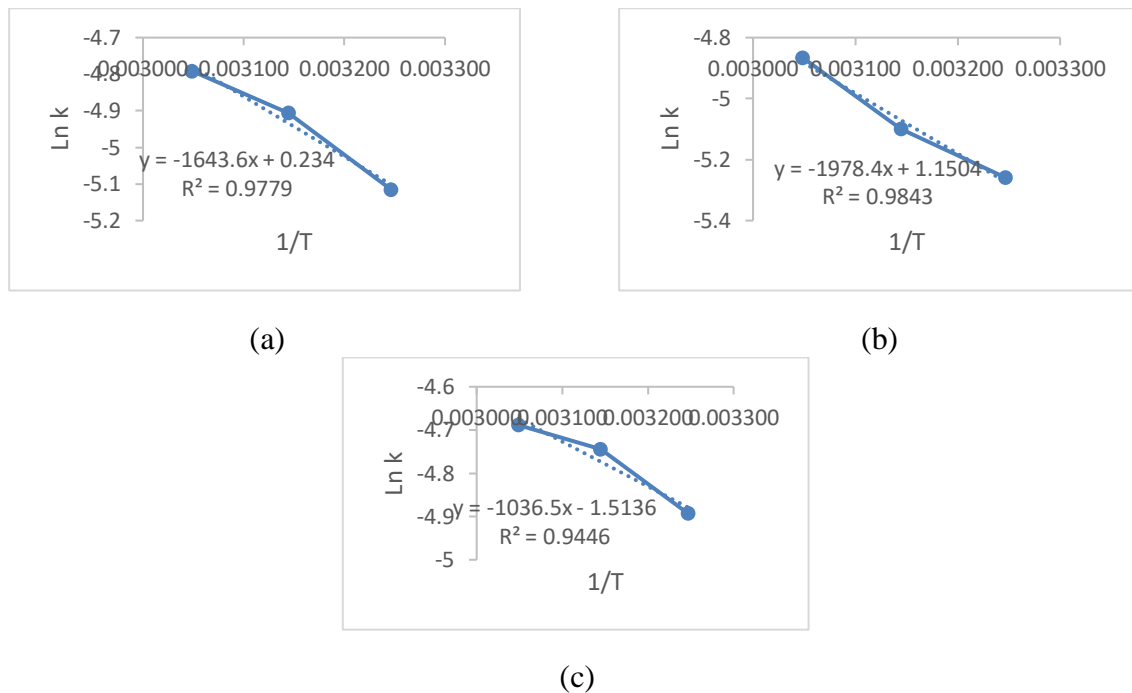 -4.7
0.003000 0.003100 0.003200 0.003300
-4.8
-4.9
-5
-5.1
-5.2
Ln k
y = -1643.6x + 0.234
R² = 0.9779
1/T
(a)
-4.8
0.003000 0.003100 0.003200 0.003300
-5
-5.2
-5.4
Ln k
y = -1978.4x + 1.1504
R² = 0.9843
1/T
(b)
-4.6
0.003000 0.003100 0.003200 0.003300
-4.7
-4.8
-4.9
-5
Ln k
y = -1036.5x - 1.5136
R² = 0.9446
1/T
(c)